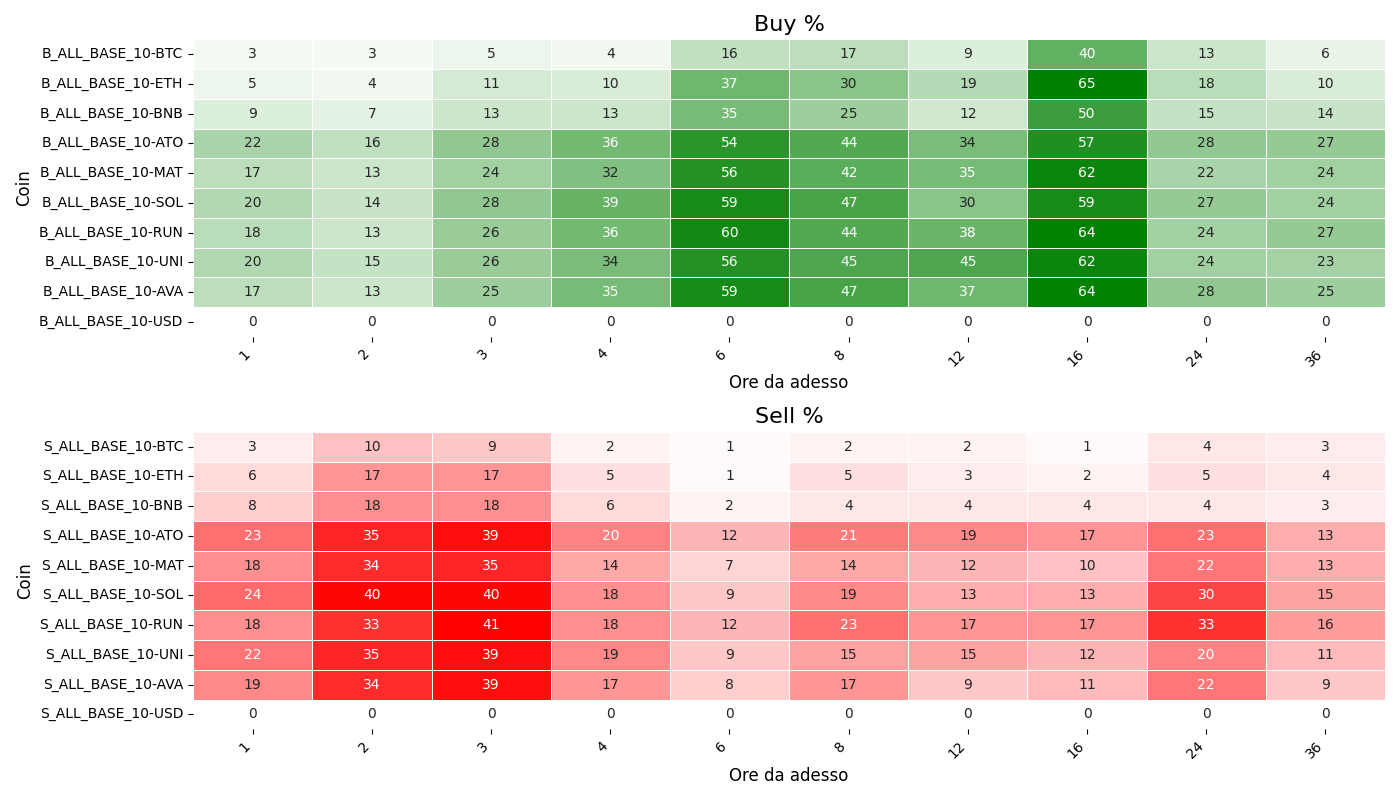 Buy %
Coin
B_ALL_BASE_10-BTC 3 3 5 4 16 17 9 40 13 6
B_ALL_BASE_10-ETH 5 4 11 10 37 30 19 65 18 10
B_ALL_BASE_10-BNB 9 7 13 13 35 25 12 50 15 14
B_ALL_BASE_10-ATO 22 16 28 36 54 44 34 57 28 27
B_ALL_BASE_10-MAT 17 13 24 32 56 42 35 62 22 24
B_ALL_BASE_10-SOL 20 14 28 39 59 47 30 59 27 24
B_ALL_BASE_10-RUN 18 13 26 36 60 44 38 64 24 27
B_ALL_BASE_10-UNI 20 15 26 34 56 45 45 62 24 23
B_ALL_BASE_10-AVA 17 13 25 35 59 47 37 64 28 25
B_ALL_BASE_10-USD 0 0 0 0 0 0 0 0 0 0
1 2 3 4 6 8 12 16 24 36
Ore da adesso
Sell %
Coin
S_ALL_BASE_10-BTC 3 10 9 2 1 2 2 1 4 3
S_ALL_BASE_10-ETH 6 17 17 5 1 5 3 2 5 4
S_ALL_BASE_10-BNB 8 18 18 6 2 4 4 4 4 3
S_ALL_BASE_10-ATO 23 35 39 20 12 21 19 17 23 13
S_ALL_BASE_10-MAT 18 34 35 14 7 14 12 10 22 13
S_ALL_BASE_10-SOL 24 40 40 18 9 19 13 13 30 15
S_ALL_BASE_10-RUN 18 33 41 18 12 23 17 17 33 16
S_ALL_BASE_10-UNI 22 35 39 19 9 15 15 12 20 11
S_ALL_BASE_10-AVA 19 34 39 17 8 17 9 11 22 9
S_ALL_BASE_10-USD 0 0 0 0 0 0 0 0 0 0
1 2 3 4 6 8 12 16 24 36
Ore da adesso